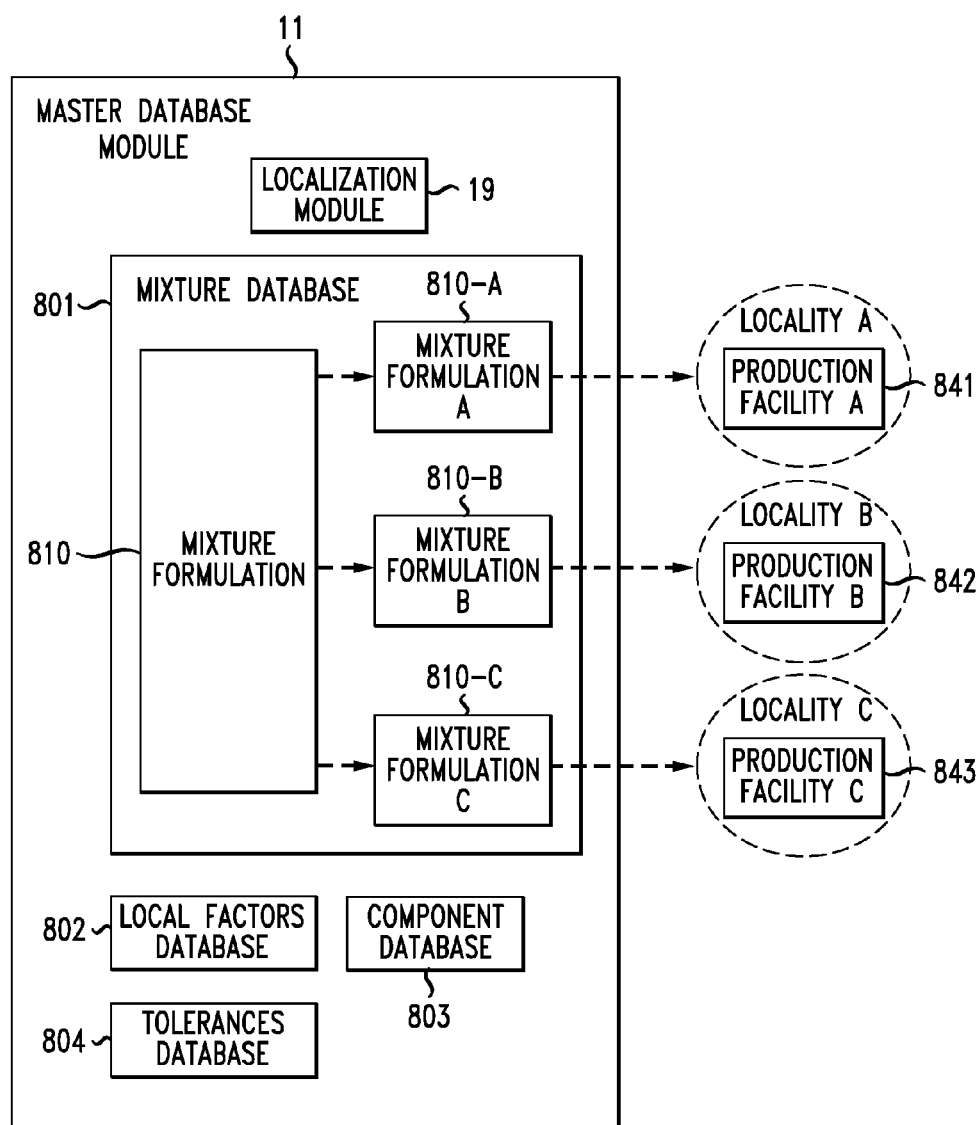 11
MASTER DATABASE
MODULE
LOCALIZATION
MODULE
19
801
MIXTURE DATABASE
810-A
MIXTURE
FORMULATION
A
LOCALITY A
PRODUCTION
FACILITY A
841
810
MIXTURE
FORMULATION
810-B
MIXTURE
FORMULATION
B
LOCALITY B
PRODUCTION
FACILITY B
842
810-C
MIXTURE
FORMULATION
C
LOCALITY C
PRODUCTION
FACILITY C
843
802
LOCAL FACTORS
DATABASE
COMPONENT
DATABASE
803
804
TOLERANCES
DATABASE